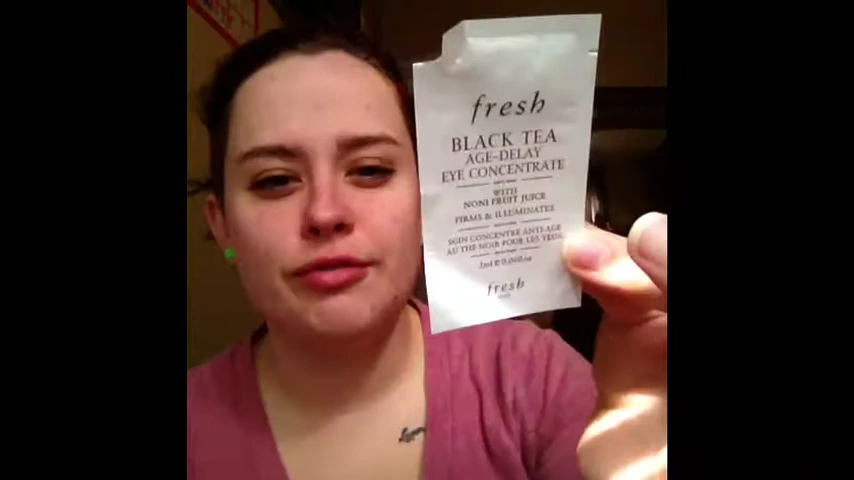 fresh
BLACK TEA
AGE-DELAY
EYE CONCENTRATE
WITH
NONI FRUIT JUICE
FIRMS & ILLUMINATES
SOIN CONCENTRÉ ANTI-ÂGE
AU THÉ NOIR POUR LES YEUX
fresh